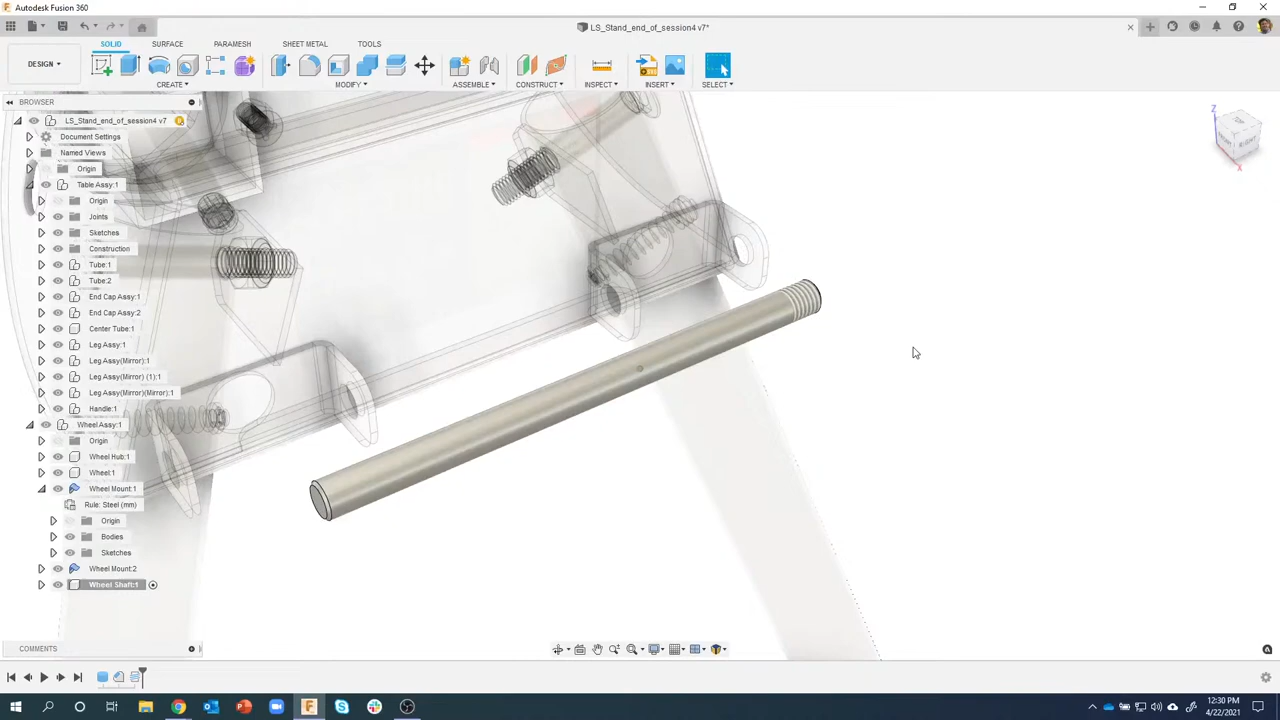 Autodesk Fusion 360
LS_Stand_end_of_session4 v7*
SOLID SURFACE PARAMESH SHEET METAL TOOLS
DESIGN
CREATE MODIFY ASSEMBLE CONSTRUCT INSPECT INSERT SELECT
BROWSER
LS_Stand_end_of_session4 v7
Document Settings
Named Views
Origin
Table Assy:1
Origin
Joints
Sketches
Construction
Tube:1
Tube:2
End Cap Assy:1
End Cap Assy:2
Center Tube:1
Leg Assy:1
Leg Assy(Mirror):1
Leg Assy(Mirror) (1):1
Leg Assy(Mirror)(Mirror):1
Handle:1
Wheel Assy:1
Origin
Wheel Hub:1
Wheel:1
Wheel Mount:1
Rule: Steel (mm)
Origin
Bodies
Sketches
Wheel Mount:2
Wheel Shaft:1
COMMENTS
Z
TOP
FRONT
RIGHT
X
12:30 PM
4/22/2021